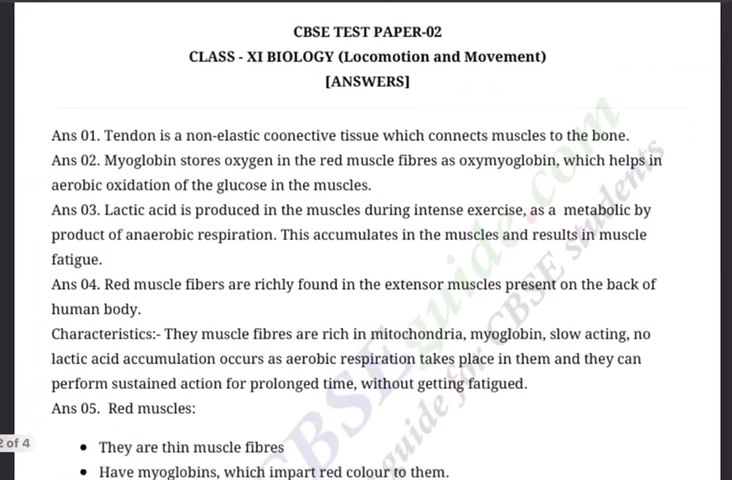 CBSE TEST PAPER-02
CLASS - XI BIOLOGY (Locomotion and Movement)
[ANSWERS]
Ans 01. Tendon is a non-elastic coonective tissue which connects muscles to the bone.
Ans 02. Myoglobin stores oxygen in the red muscle fibres as oxymyoglobin, which helps in
aerobic oxidation of the glucose in the muscles.
Ans 03. Lactic acid is produced in the muscles during intense exercise, as a  metabolic by
product of anaerobic respiration. This accumulates in the muscles and results in muscle
fatigue.
Ans 04. Red muscle fibers are richly found in the extensor muscles present on the back of
human body.
Characteristics:- They muscle fibres are rich in mitochondria, myoglobin, slow acting, no
lactic acid accumulation occurs as aerobic respiration takes place in them and they can
perform sustained action for prolonged time, without getting fatigued.
Ans 05.  Red muscles:
2 of 4
• They are thin muscle fibres
• Have myoglobins, which impart red colour to them.
CBSEguide.com
guide for CBSE students